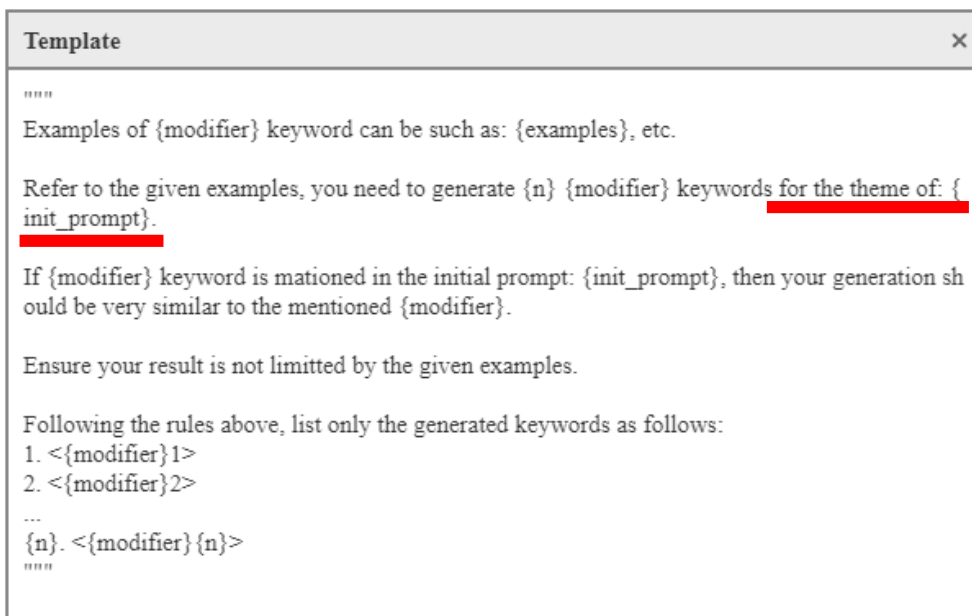 Template ×
"""
Examples of {modifier} keyword can be such as: {examples}, etc.
Refer to the given examples, you need to generate {n} {modifier} keywords for the theme of: {
init_prompt}.
If {modifier} keyword is mationed in the initial prompt: {init_prompt}, then your generation sh
ould be very similar to the mentioned {modifier}.
Ensure your result is not limitted by the given examples.
Following the rules above, list only the generated keywords as follows:
1. <{modifier}1>
2. <{modifier}2>
...
{n}. <{modifier}{n}>
"""